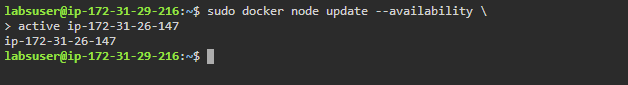 labsuser@ip-172-31-29-216:~$ sudo docker node update --availability \
> active ip-172-31-26-147
ip-172-31-26-147
labsuser@ip-172-31-29-216:~$